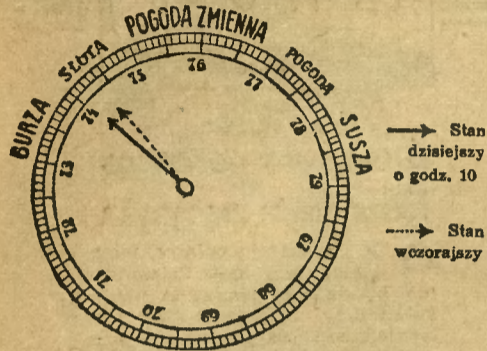 POGODA ZMIENNA
SŁOTA
POGODA
BURZA
SUSZA
75
76
77
74
78
73
79
72
71
68
70
69
Stan
dzisiejszy
o godz. 10
Stan
wczorajszy